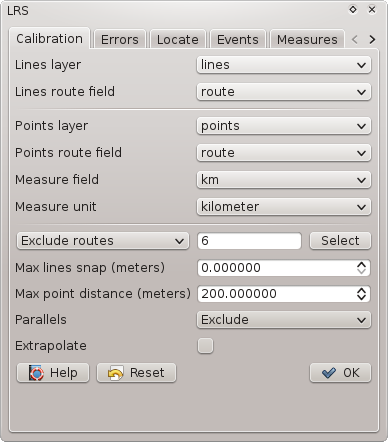 LRS
Calibration Errors Locate Events Measures
Lines layer lines
Lines route field route
Points layer points
Points route field route
Measure field km
Measure unit kilometer
Exclude routes 6 Select
Max lines snap (meters) 0.000000
Max point distance (meters) 200.000000
Parallels Exclude
Extrapolate
Help Reset OK